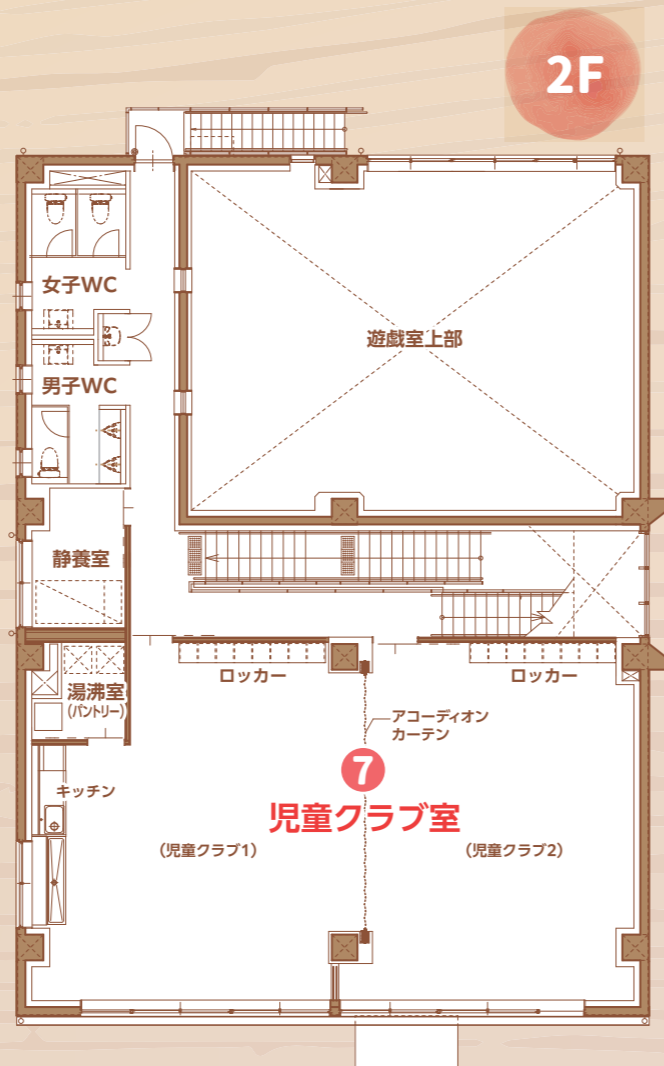 2F
女子WC
遊戯室上部
男子WC
静養室
ロッカー
ロッカー
湯沸室
(パントリー)
アコーディオン
カーテン
7
キッチン
児童クラブ室
(児童クラブ1)
(児童クラブ2)